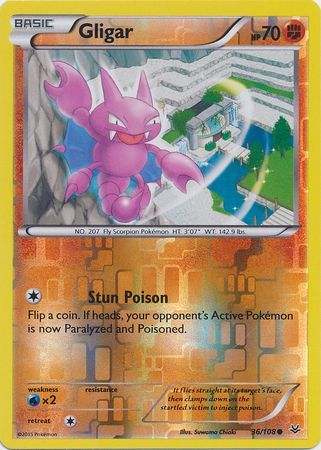 BASIC
Gligar
HP70
NO. 207 Fly Scorpion Pokémon HT: 3'07" WT: 142.9 lbs.
Stun Poison
Flip a coin. If heads, your opponent's Active Pokémon
is now Paralyzed and Poisoned.
weakness
resistance
×2
retreat
It flies straight at its target's face,
then clamps down on the
startled victim to inject poison.
©2015 Pokémon
Illus. Suwama Chiaki
36/108